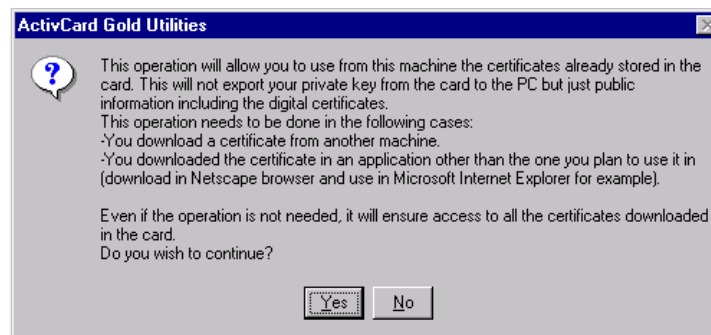 ActivCard Gold Utilities
This operation will allow you to use from this machine the certificates already stored in the
card. This will not export your private key from the card to the PC but just public
information including the digital certificates.
This operation needs to be done in the following cases:
-You download a certificate from another machine.
-You downloaded the certificate in an application other than the one you plan to use it in
(download in Netscape browser and use in Microsoft Internet Explorer for example).
Even if the operation is not needed, it will ensure access to all the certificates downloaded
in the card.
Do you wish to continue?
Yes No